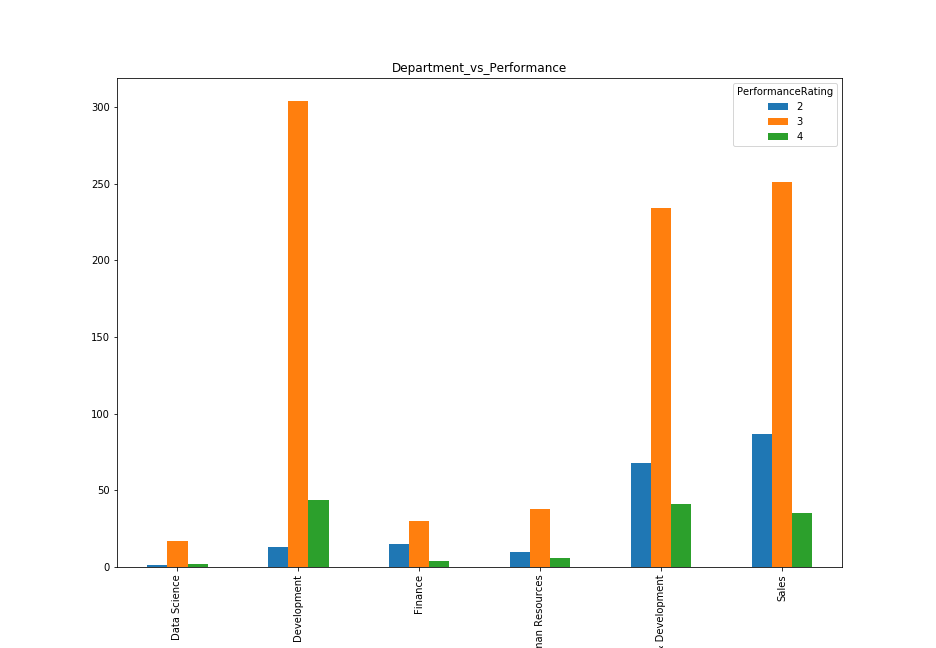 Department_vs_Performance
PerformanceRating
2
3
4
300
250
200
150
100
50
0
Data Science
Development
Finance
man Resources
& Development
Sales